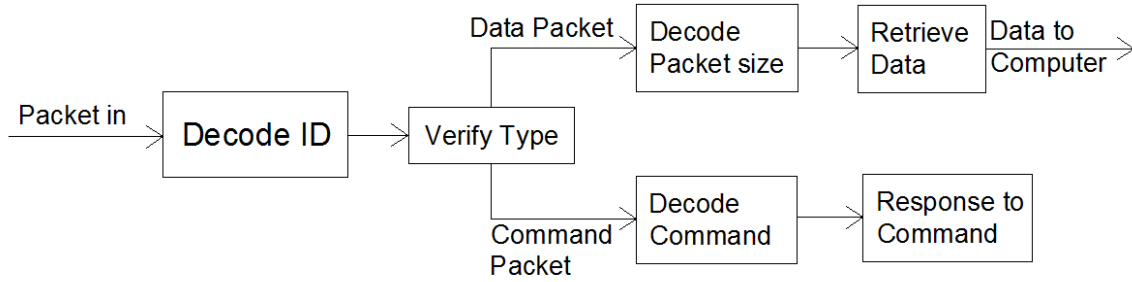 Packet in
Decode ID
Verify Type
Data Packet
Decode
Packet size
Retrieve
Data
Data to
Computer
Command
Packet
Decode
Command
Response to
Command